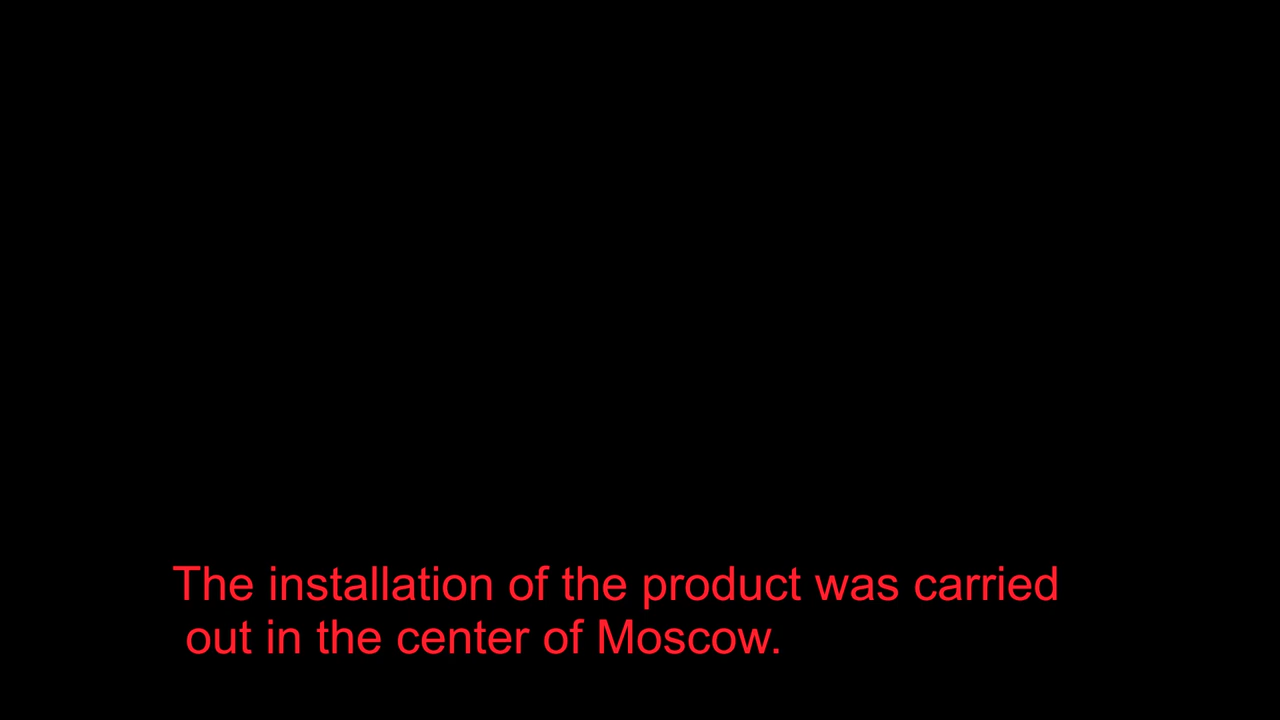 The installation of the product was carried
out in the center of Moscow.